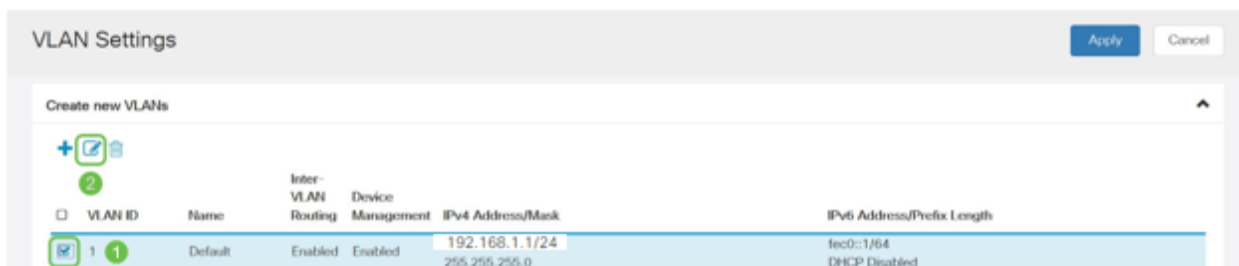 VLAN Settings
Apply
Cancel
Create new VLANs
2
Inter-
VLAN Device
VLAN ID Name Routing Management IPv4 Address/Mask IPv6 Address/Prefix Length
1 1 Default Enabled Enabled 192.168.1.1/24 fec0::1/64
255.255.255.0 DHCP Disabled